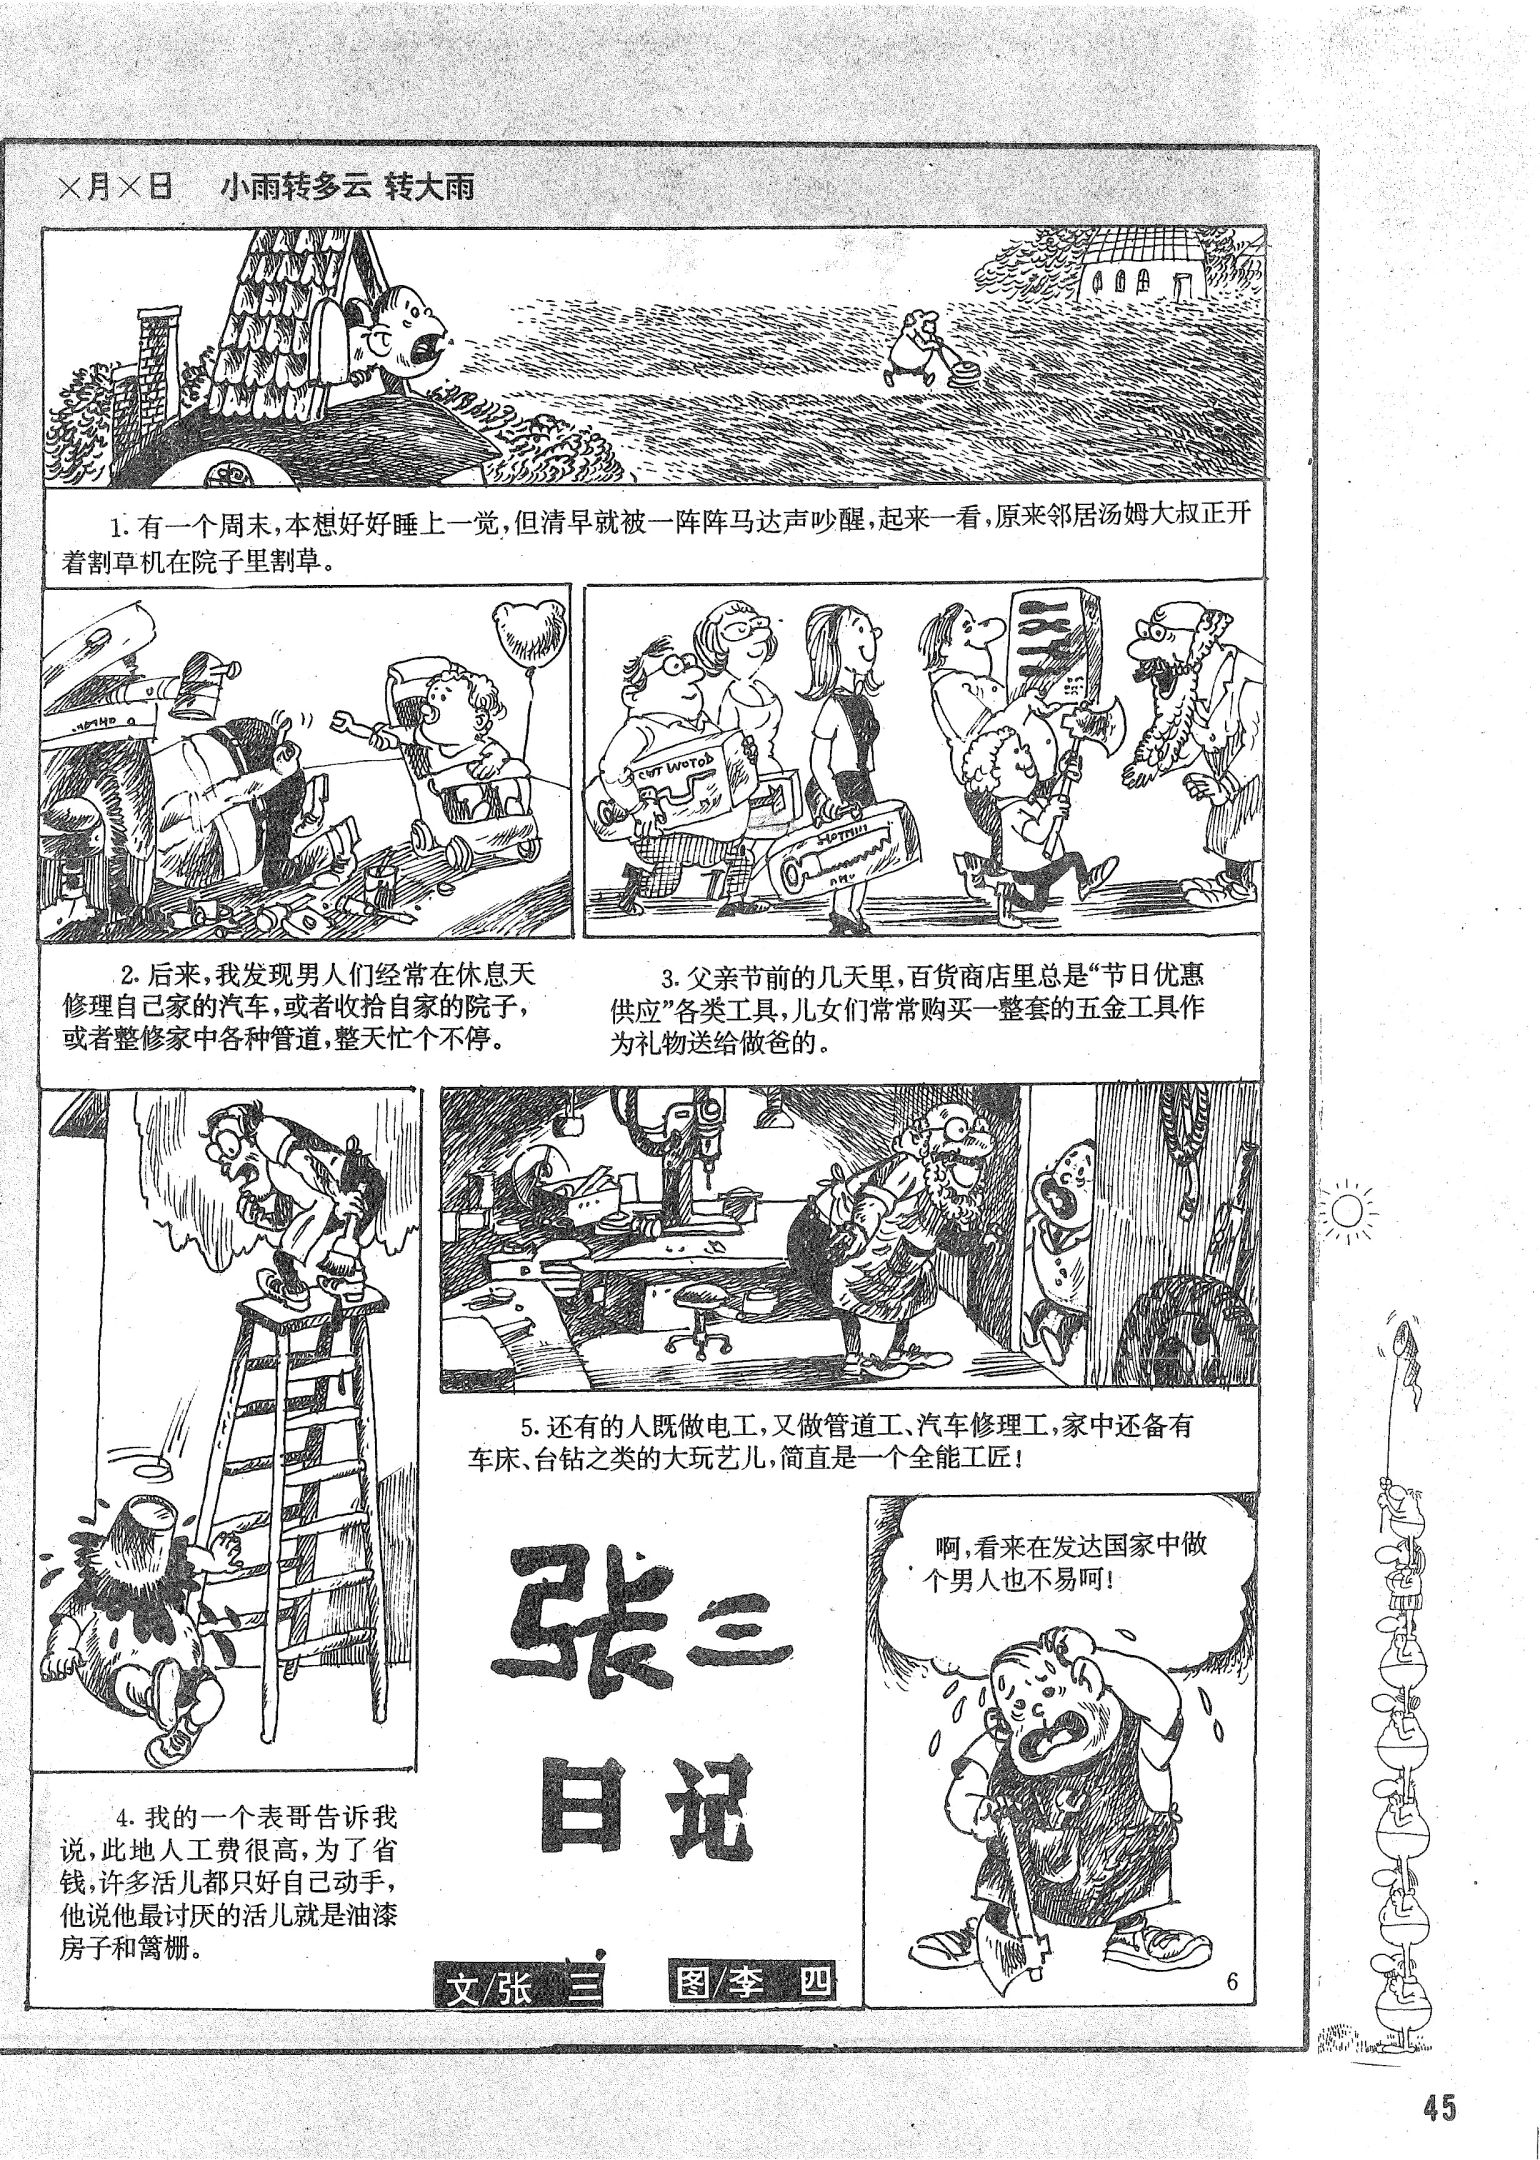 ×月×日　小雨转多云 转大雨
1. 有一个周末，本想好好睡上一觉，但清早就被一阵阵马达声吵醒，起来一看，原来邻居汤姆大叔正开
着割草机在院子里割草。
2. 后来，我发现男人们经常在休息天
修理自己家的汽车，或者收拾自家的院子，
或者整修家中各种管道，整天忙个不停。
3. 父亲节前的几天里，百货商店里总是“节日优惠
供应”各类工具，儿女们常常购买一整套的五金工具作
为礼物送给做爸的。
4. 我的一个表哥告诉我
说，此地人工费很高，为了省
钱，许多活儿都只好自己动手，
他说他最讨厌的活儿就是油漆
房子和篱栅。
5. 还有的人既做电工，又做管道工、汽车修理工，家中还备有
车床、台钻之类的大玩艺儿，简直是一个全能工匠！
张三
日记
文/张 三　图/李 四
啊，看来在发达国家中做
个男人也不易呵！
6
45